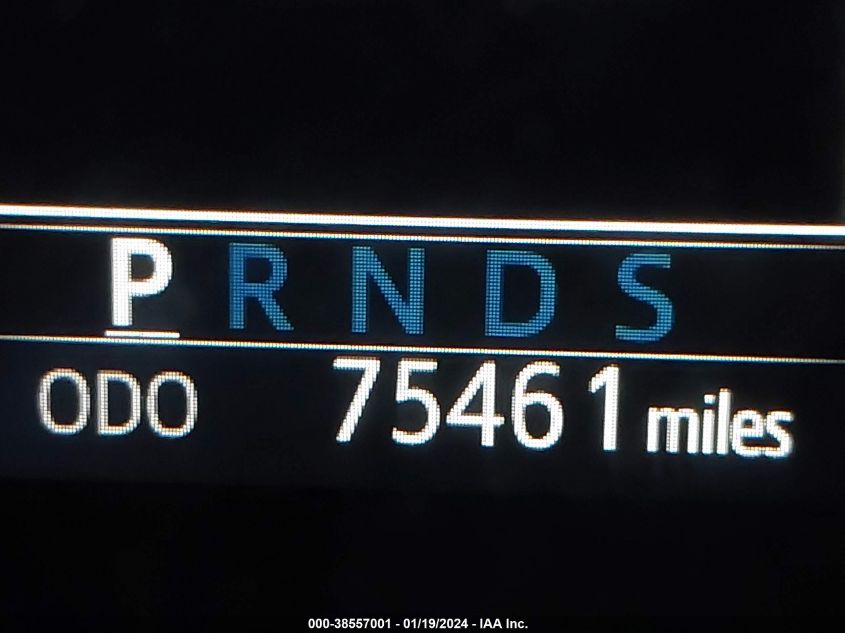 P R N D S
ODO 75461 miles
000-38557001 - 01/19/2024 - IAA Inc.